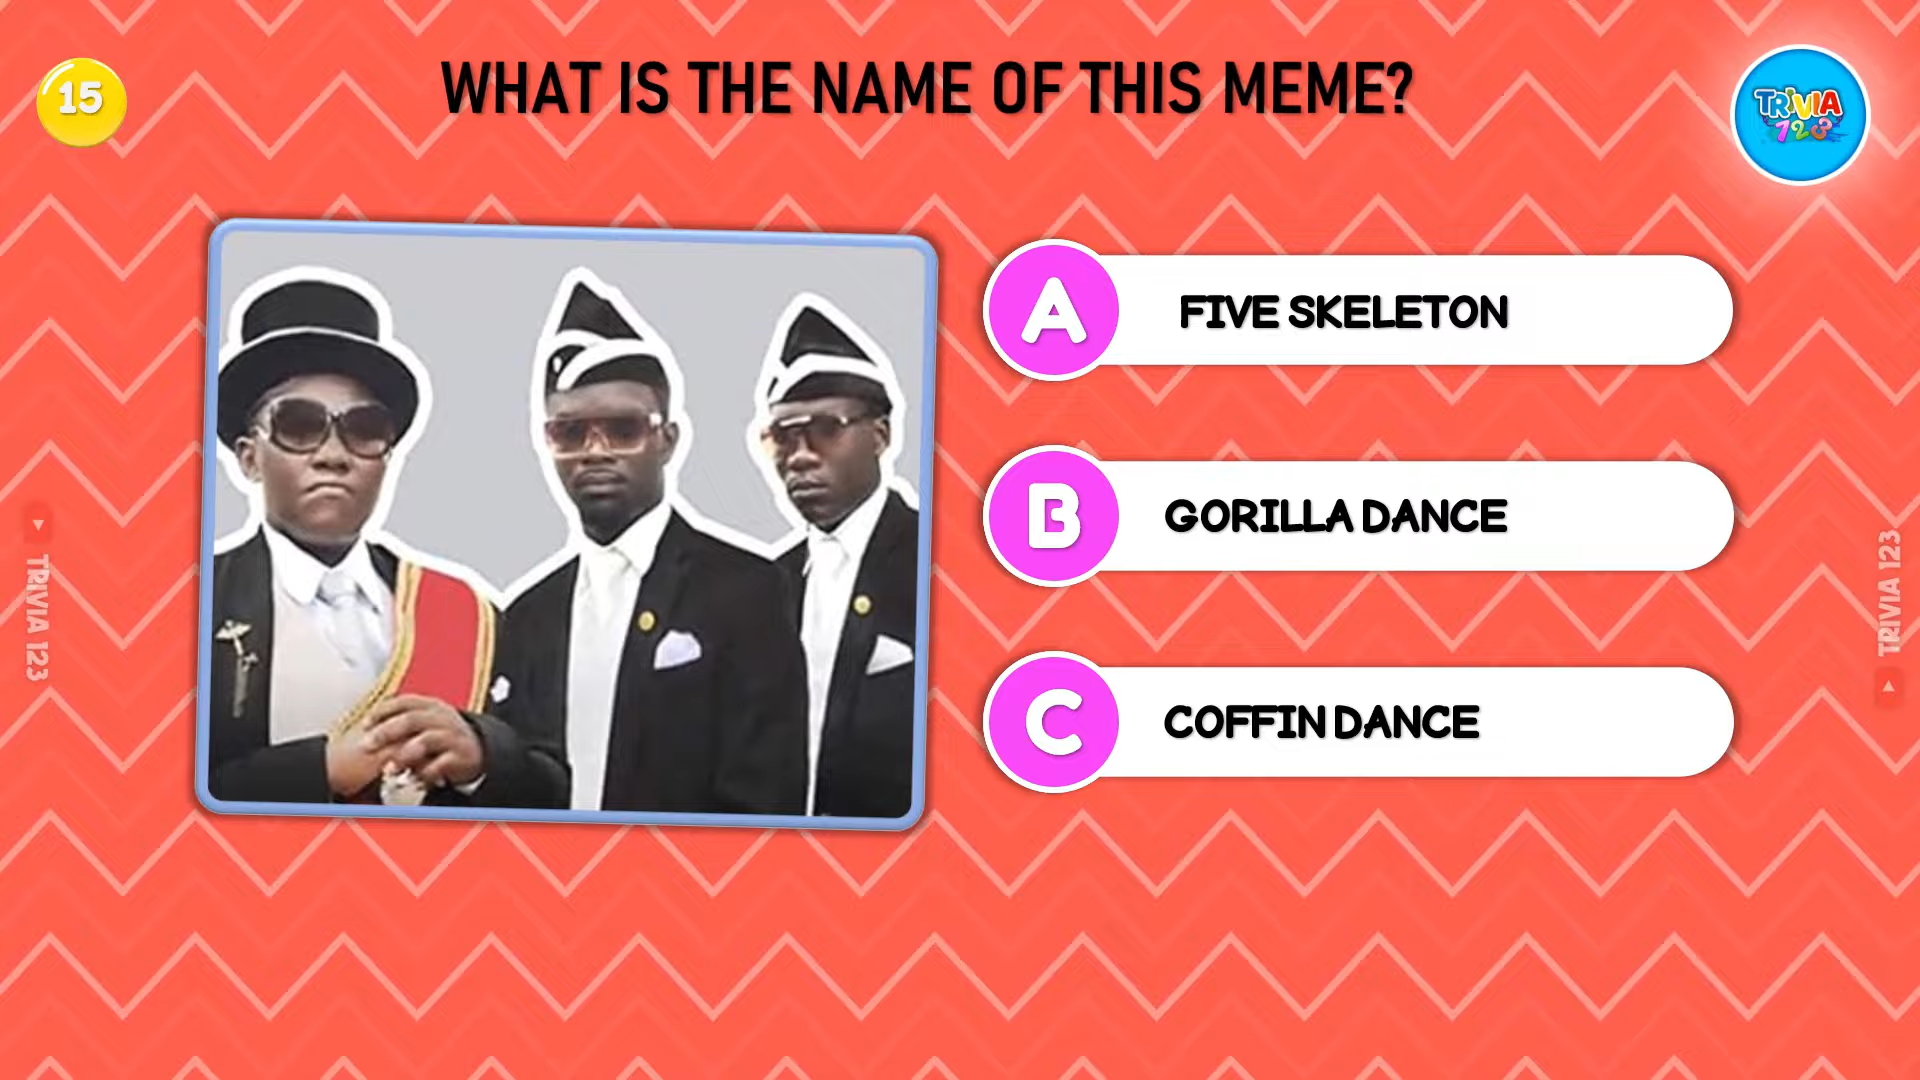 15
WHAT IS THE NAME OF THIS MEME?
TRIVIA
123
A
FIVE SKELETON
B
GORILLA DANCE
C
COFFIN DANCE
TRIVIA 123
TRIVIA 123